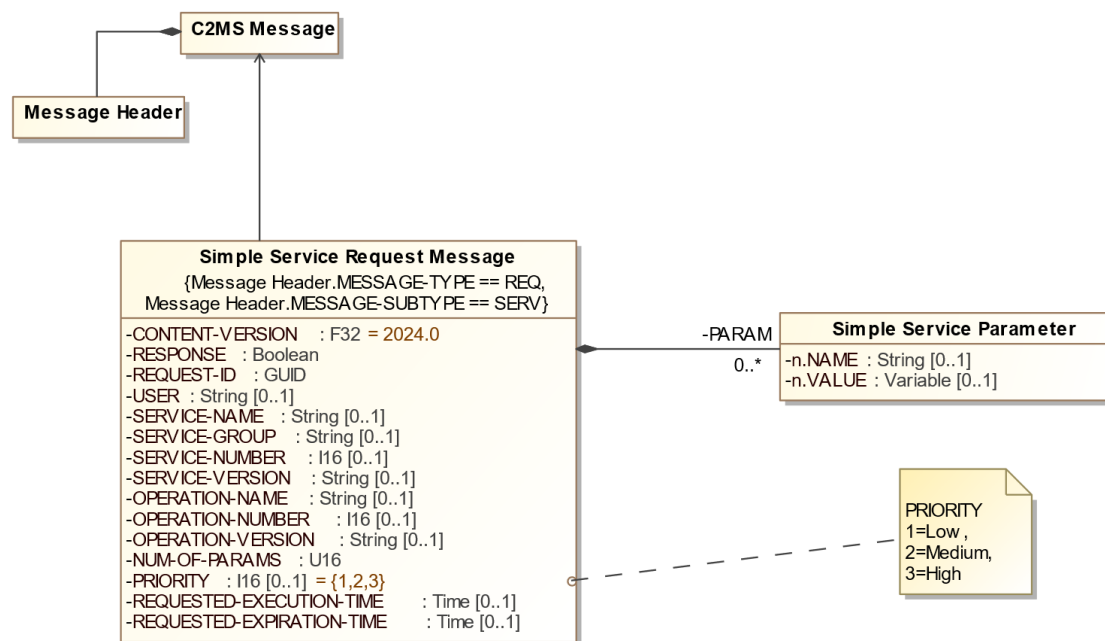 C2MS Message
Message Header
Simple Service Request Message
{Message Header.MESSAGE-TYPE == REQ,
Message Header.MESSAGE-SUBTYPE == SERV}
-CONTENT-VERSION : F32 = 2024.0
-RESPONSE : Boolean
-REQUEST-ID : GUID
-USER : String [0..1]
-SERVICE-NAME : String [0..1]
-SERVICE-GROUP : String [0..1]
-SERVICE-NUMBER : I16 [0..1]
-SERVICE-VERSION : String [0..1]
-OPERATION-NAME : String [0..1]
-OPERATION-NUMBER : I16 [0..1]
-OPERATION-VERSION : String [0..1]
-NUM-OF-PARAMS : U16
-PRIORITY : I16 [0..1] = {1,2,3}
-REQUESTED-EXECUTION-TIME : Time [0..1]
-REQUESTED-EXPIRATION-TIME : Time [0..1]
-PARAM
0..*
Simple Service Parameter
-n.NAME : String [0..1]
-n.VALUE : Variable [0..1]
PRIORITY
1=Low ,
2=Medium,
3=High